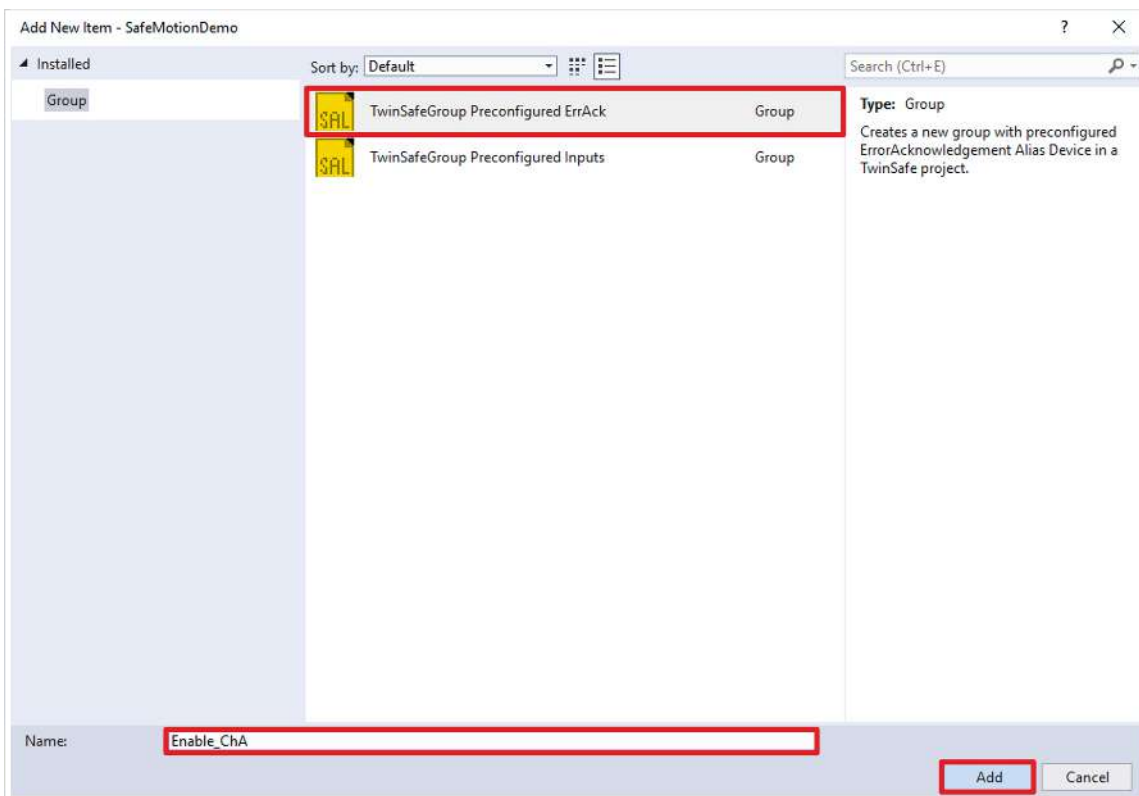 Add New Item - SafeMotionDemo
? X
Installed
Group
Sort by: Default
Search (Ctrl+E)
SAL
TwinSafeGroup Preconfigured ErrAck
Group
SAL
TwinSafeGroup Preconfigured Inputs
Group
Type: Group
Creates a new group with preconfigured
ErrorAcknowledgement Alias Device in a
TwinSafe project.
Name:
Enable_ChA
Add
Cancel